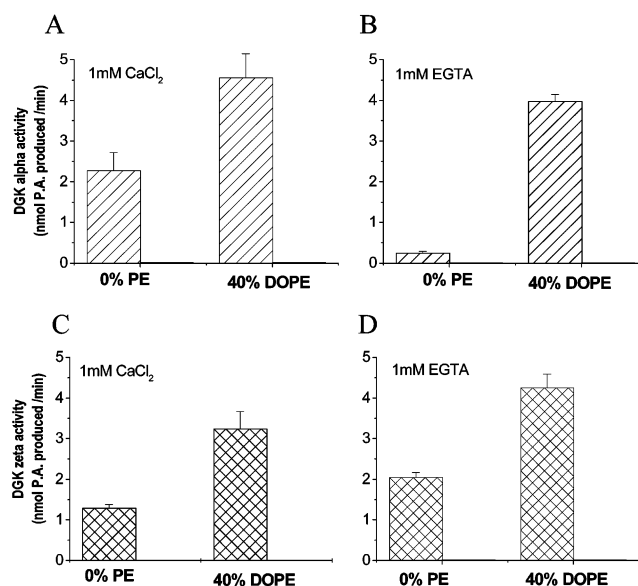 A
1mM CaCl₂
DGK alpha activity
(nmol P.A. produced /min)
5
4
3
2
1
0
0% PE
40% DOPE
B
1mM EGTA
5
4
3
2
1
0
0% PE
40% DOPE
C
1mM CaCl₂
DGK zeta activity
(nmol P.A. produced /min)
5
4
3
2
1
0
0% PE
40% DOPE
D
1mM EGTA
5
4
3
2
1
0
0% PE
40% DOPE